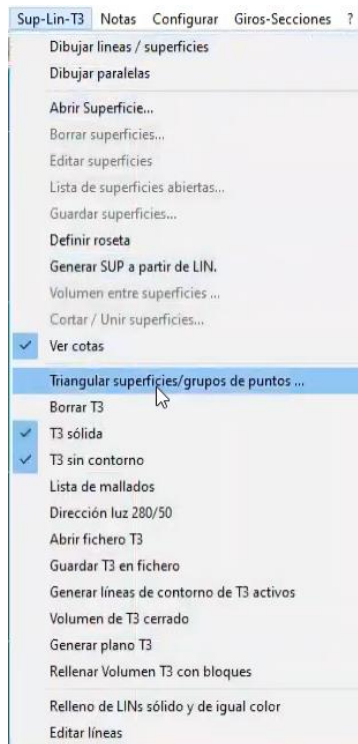 Sup-Lin-T3 Notas Configurar Giros-Secciones ?
Dibujar lineas / superficies
Dibujar paralelas
Abrir Superficie...
Borrar superficies...
Editar superficies
Lista de superficies abiertas...
Guardar superficies...
Definir roseta
Generar SUP a partir de LIN.
Volumen entre superficies ...
Cortar / Unir superficies...
Ver cotas
Triangular superficies/grupos de puntos ...
Borrar T3
T3 sólida
T3 sin contorno
Lista de mallados
Dirección luz 280/50
Abrir fichero T3
Guardar T3 en fichero
Generar líneas de contorno de T3 activos
Volumen de T3 cerrado
Generar plano T3
Rellenar Volumen T3 con bloques
Relleno de LINs sólido y de igual color
Editar líneas